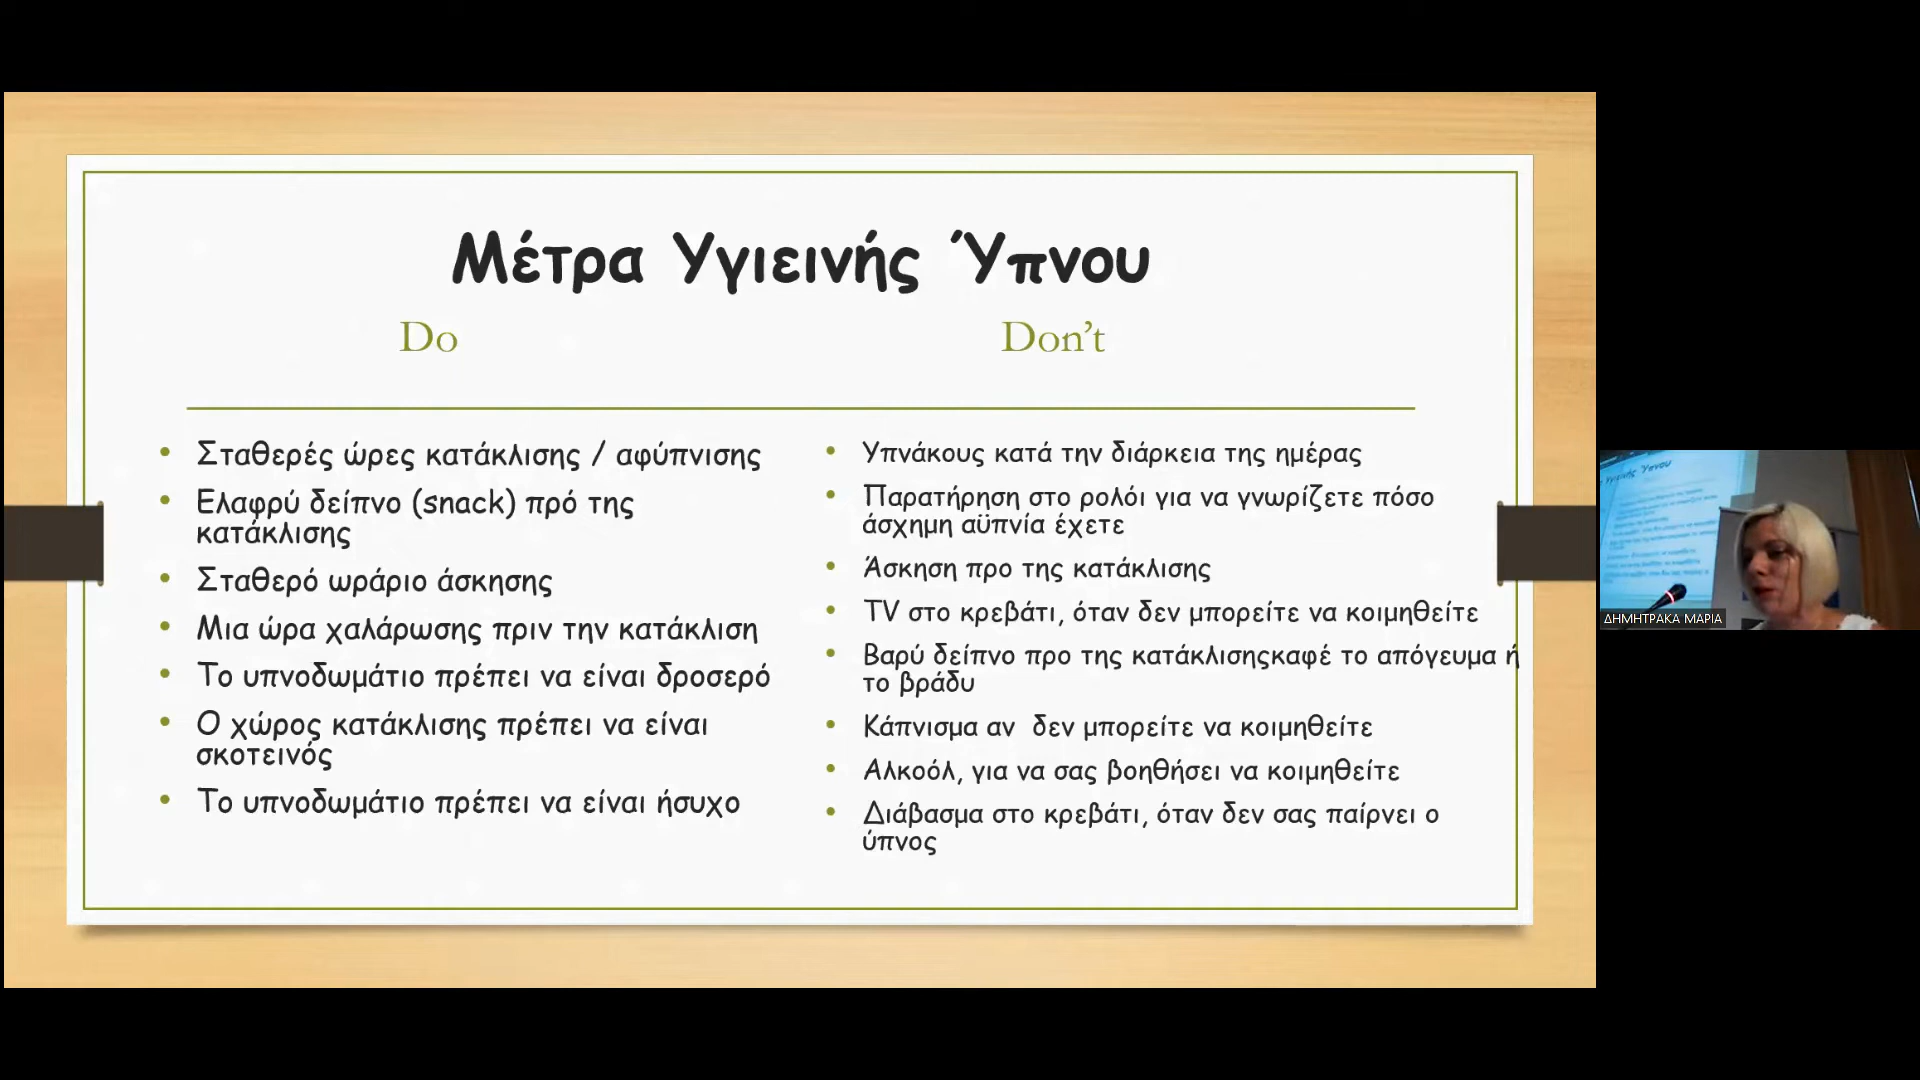 Μέτρα Υγιεινής Ύπνου
Do
Don't
• Σταθερές ώρες κατάκλισης / αφύπνισης
• Ελαφρύ δείπνο (snack) πρό της
κατάκλισης
• Σταθερό ωράριο άσκησης
• Μια ώρα χαλάρωσης πριν την κατάκλιση
• Το υπνοδωμάτιο πρέπει να είναι δροσερό
• Ο χώρος κατάκλισης πρέπει να είναι
σκοτεινός
• Το υπνοδωμάτιο πρέπει να είναι ήσυχο
• Υπνάκους κατά την διάρκεια της ημέρας
• Παρατήρηση στο ρολόι για να γνωρίζετε πόσο
άσχημη αϋπνία έχετε
• Άσκηση προ της κατάκλισης
• TV στο κρεβάτι, όταν δεν μπορείτε να κοιμηθείτε
• Βαρύ δείπνο προ της κατάκλισηςκαφέ το απόγευμα ή
το βράδυ
• Κάπνισμα αν  δεν μπορείτε να κοιμηθείτε
• Αλκοόλ, για να σας βοηθήσει να κοιμηθείτε
• Διάβασμα στο κρεβάτι, όταν δεν σας παίρνει ο
ύπνος
ΔΗΜΗΤΡΑΚΑ ΜΑΡΙΑ